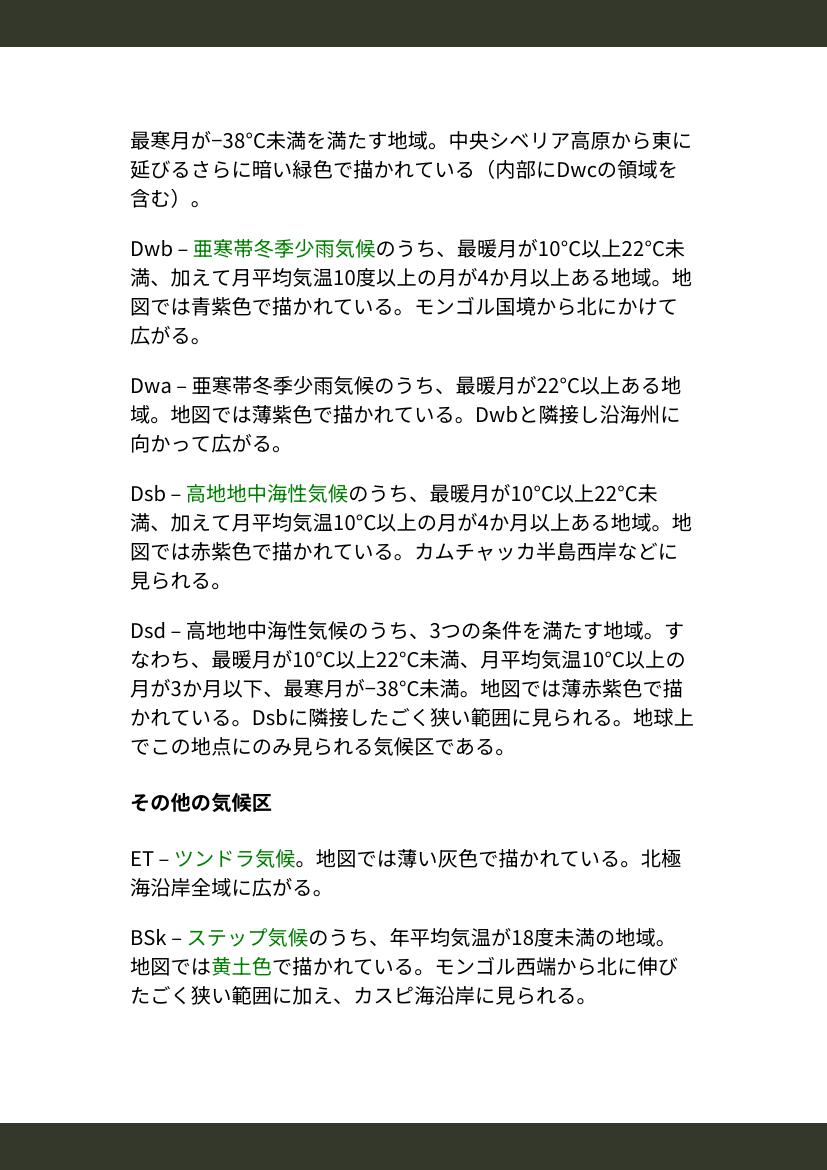 最寒月が−38℃未満を満たす地域。中央シベリア高原から東に
延びるさらに暗い緑色で描かれている（内部にDwcの領域を
含む）。
Dwb – 亜寒帯冬季少雨気候のうち、最暖月が10℃以上22℃未
満、加えて月平均気温10度以上の月が4か月以上ある地域。地
図では青紫色で描かれている。モンゴル国境から北にかけて
広がる。
Dwa – 亜寒帯冬季少雨気候のうち、最暖月が22℃以上ある地
域。地図では薄紫色で描かれている。Dwbと隣接し沿海州に
向かって広がる。
Dsb – 高地地中海性気候のうち、最暖月が10℃以上22℃未
満、加えて月平均気温10℃以上の月が4か月以上ある地域。地
図では赤紫色で描かれている。カムチャッカ半島西岸などに
見られる。
Dsd – 高地地中海性気候のうち、3つの条件を満たす地域。す
なわち、最暖月が10℃以上22℃未満、月平均気温10℃以上の
月が3か月以下、最寒月が−38℃未満。地図では薄赤紫色で描
かれている。Dsbに隣接したごく狭い範囲に見られる。地球上
でこの地点にのみ見られる気候区である。
その他の気候区
ET – ツンドラ気候。地図では薄い灰色で描かれている。北極
海沿岸全域に広がる。
BSk – ステップ気候のうち、年平均気温が18度未満の地域。
地図では黄土色で描かれている。モンゴル西端から北に伸び
たごく狭い範囲に加え、カスピ海沿岸に見られる。